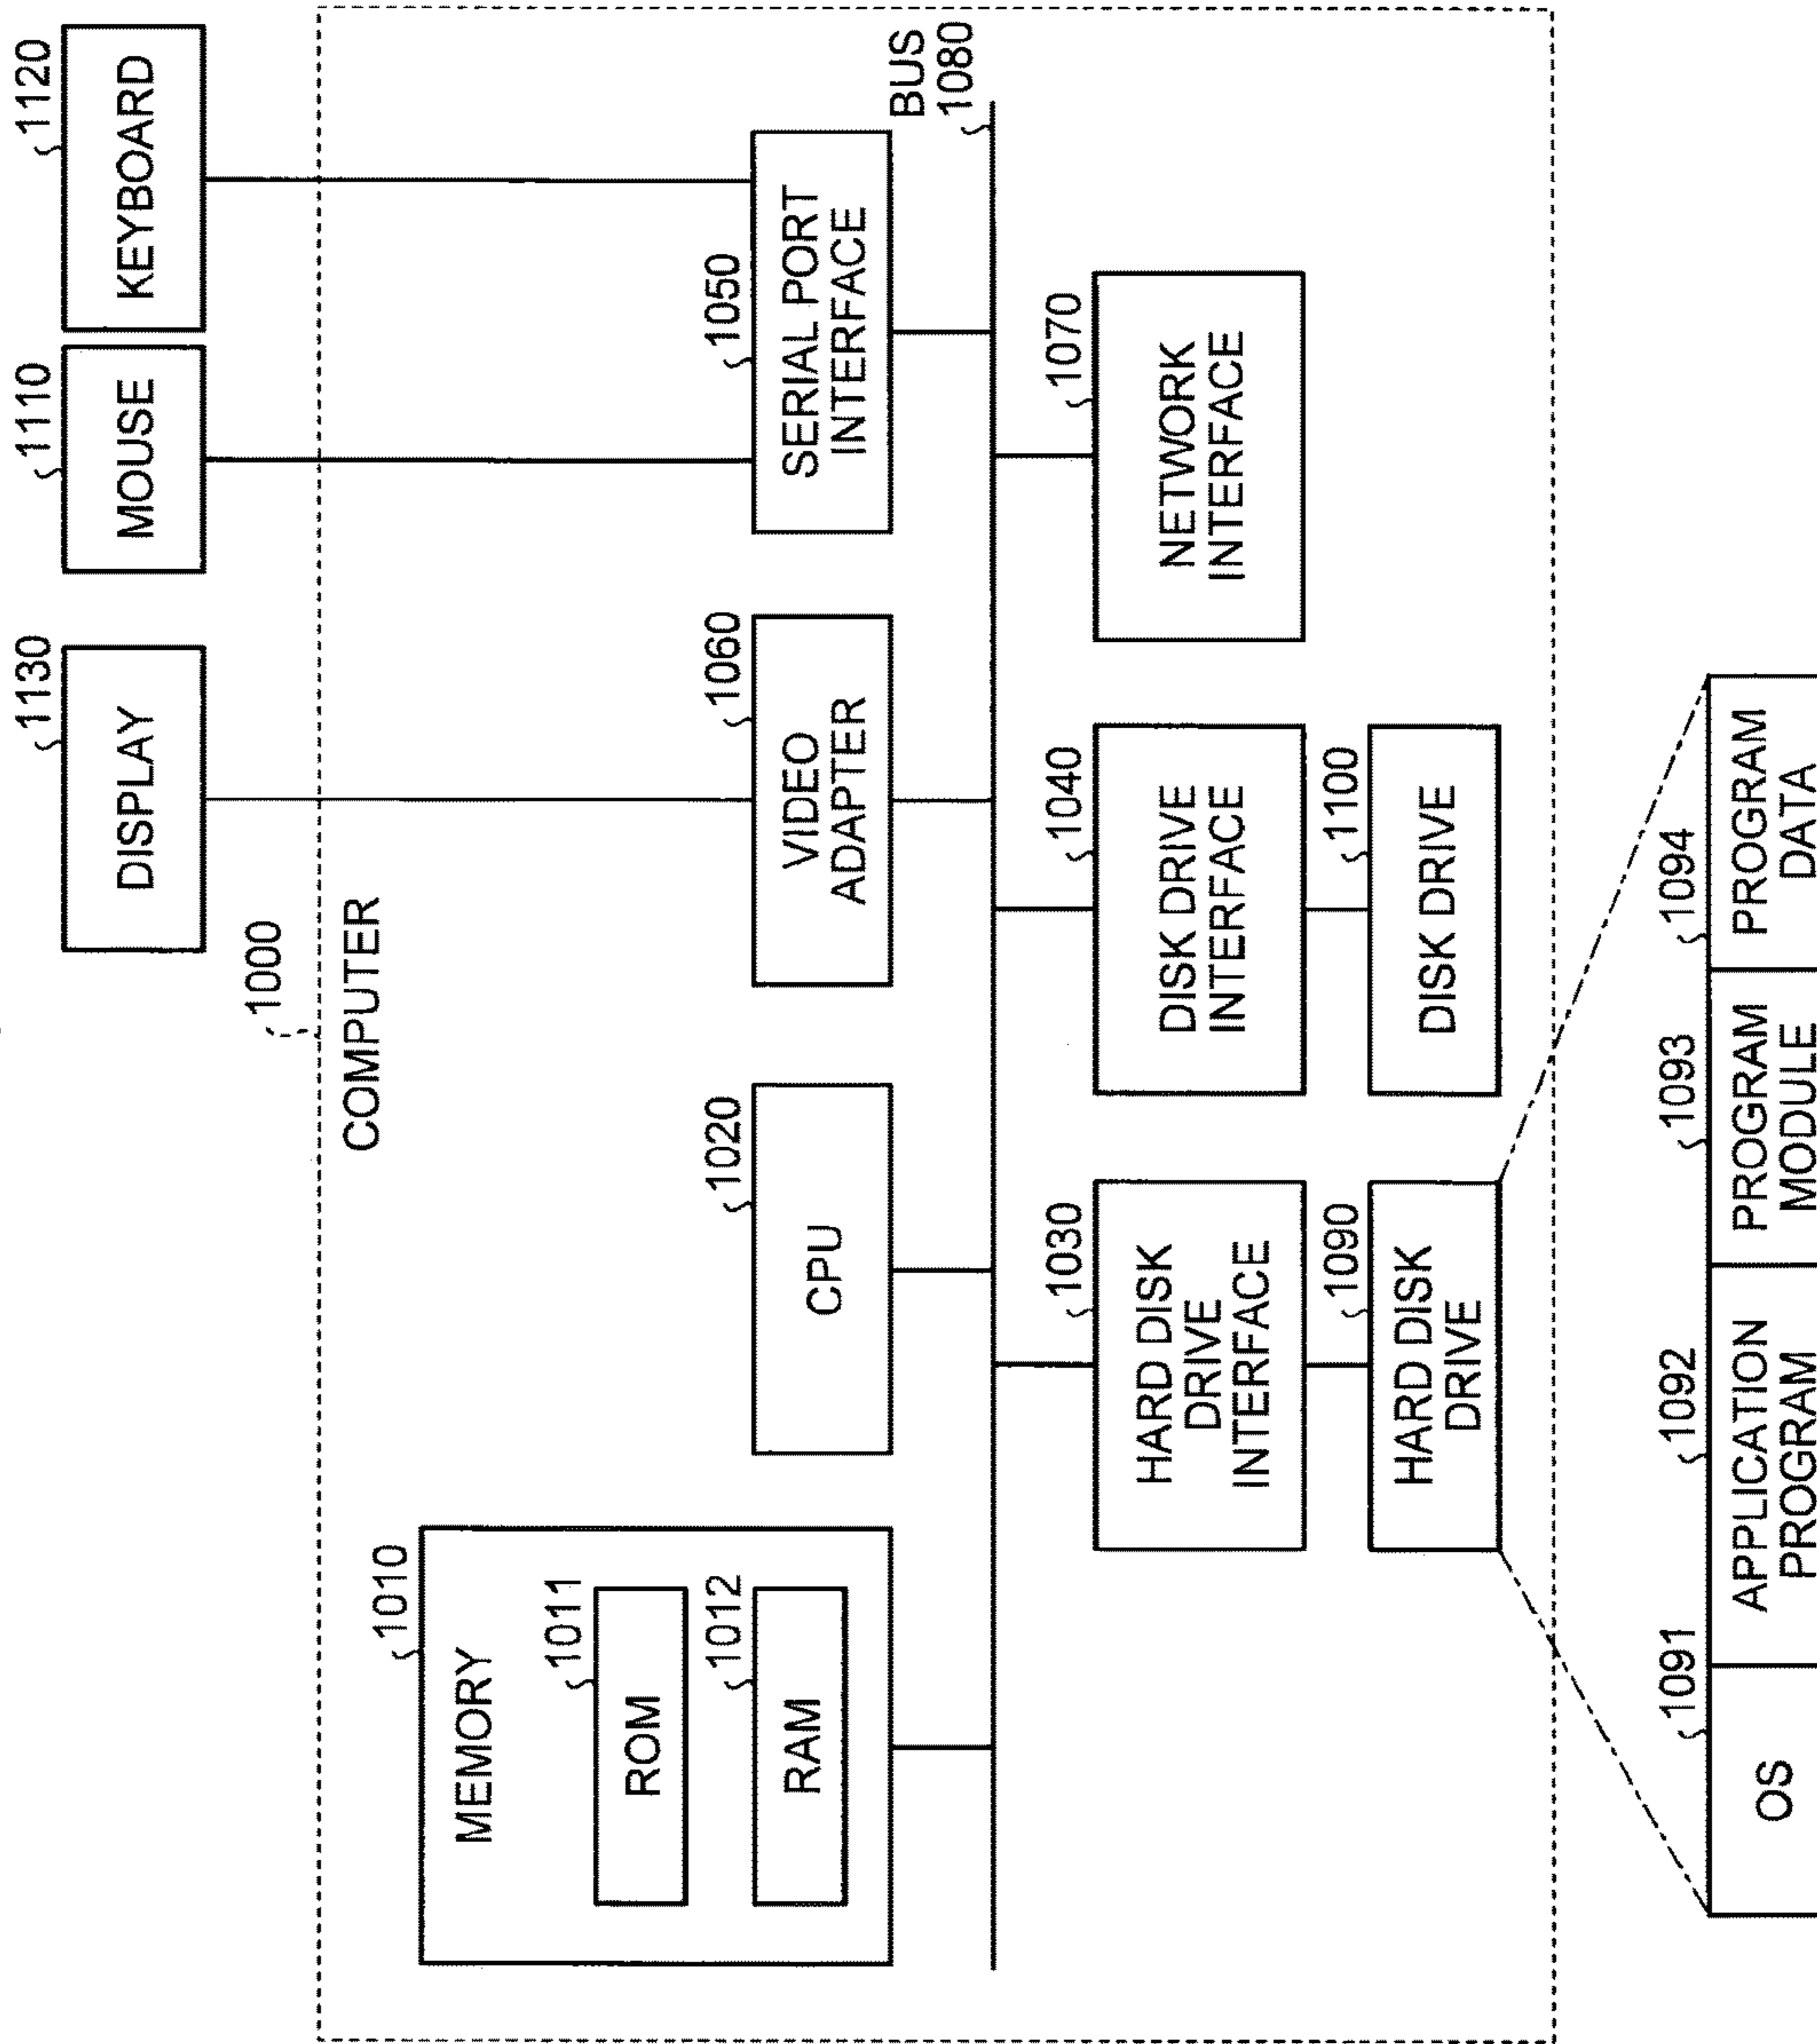 1130
DISPLAY
1110
MOUSE
1120
KEYBOARD
1000
COMPUTER
1010
MEMORY
1011
ROM
1012
RAM
1020
CPU
1060
VIDEO
ADAPTER
1050
SERIAL PORT
INTERFACE
BUS
1080
1030
HARD DISK
DRIVE
INTERFACE
1040
DISK DRIVE
INTERFACE
1070
NETWORK
INTERFACE
1090
HARD DISK
DRIVE
1100
DISK DRIVE
1091
OS
1092
APPLICATION
PROGRAM
1093
PROGRAM
MODULE
1094
PROGRAM
DATA